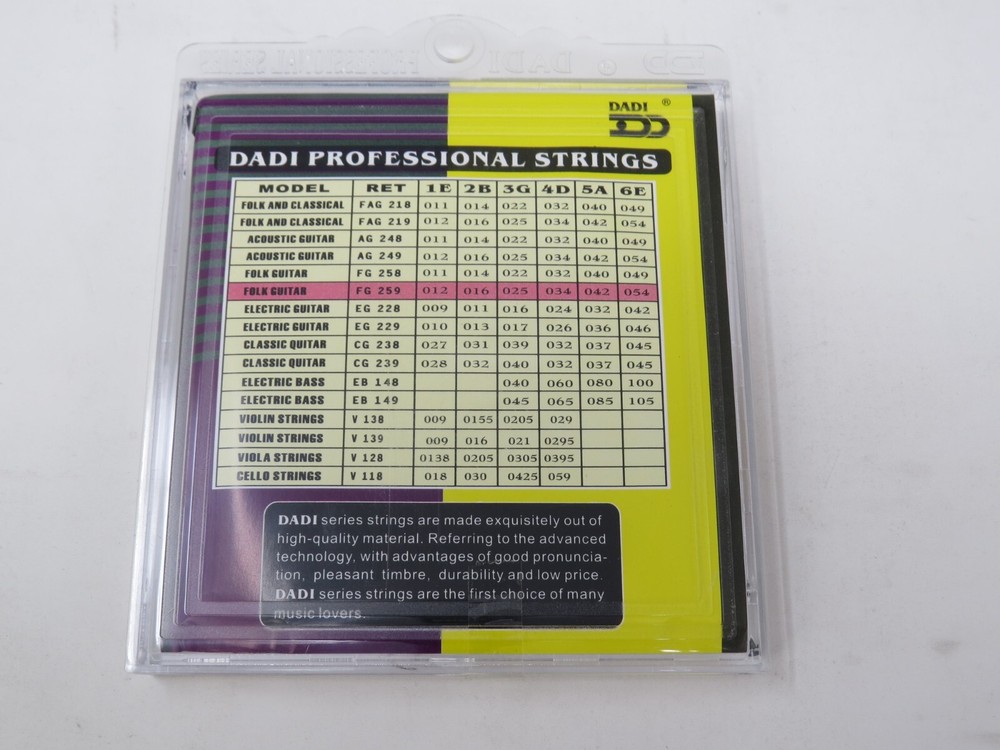 DADI ®
DADI PROFESSIONAL STRINGS
MODEL RET 1E 2B 3G 4D 5A 6E
FOLK AND CLASSICAL FAG 218 011 014 022 032 040 049
FOLK AND CLASSICAL FAG 219 012 016 025 034 042 054
ACOUSTIC GUITAR AG 248 011 014 022 032 040 049
ACOUSTIC GUITAR AG 249 012 016 025 034 042 054
FOLK GUITAR FG 258 011 014 022 032 040 049
FOLK GUITAR FG 259 012 016 025 034 042 054
ELECTRIC GUITAR EG 228 009 011 016 024 032 042
ELECTRIC GUITAR EG 229 010 013 017 026 036 046
CLASSIC QUITAR CG 238 027 031 039 032 037 045
CLASSIC QUITAR CG 239 028 032 040 032 037 045
ELECTRIC BASS EB 148 040 060 080 100
ELECTRIC BASS EB 149 045 065 085 105
VIOLIN STRINGS V 138 009 0155 0205 029
VIOLIN STRINGS V 139 009 016 021 0295
VIOLA STRINGS V 128 0138 0205 0305 0395
CELLO STRINGS V 118 018 030 0425 059
DADI series strings are made exquisitely out of
high-quality material. Referring to the advanced
technology, with advantages of good pronuncia-
tion, pleasant timbre, durability and low price.
DADI series strings are the first choice of many
music lovers.